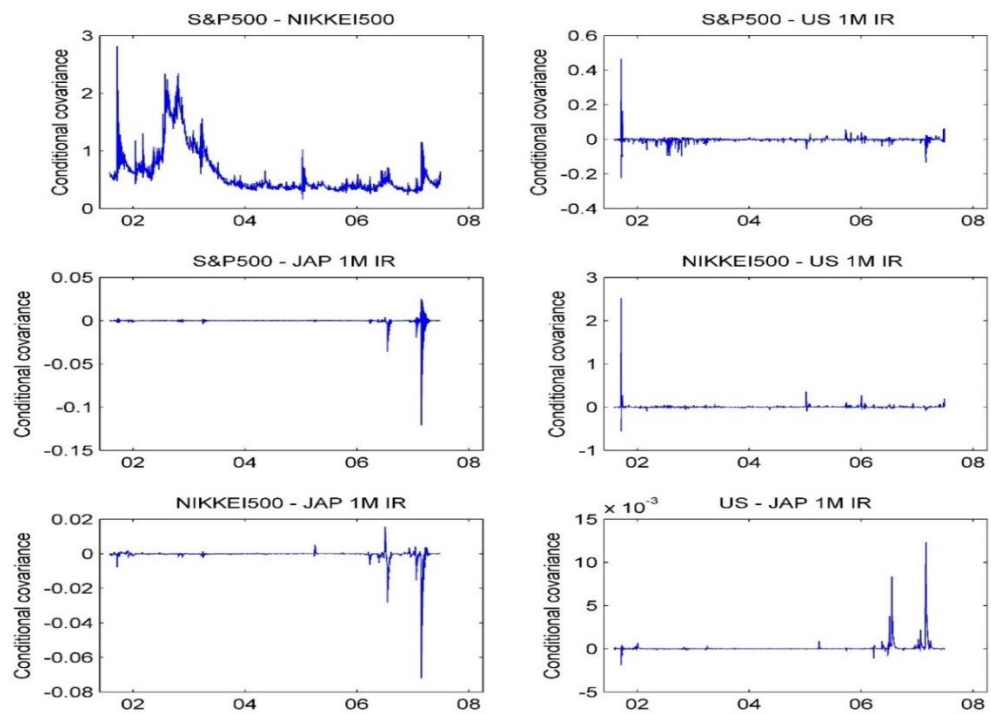 S&P500 - NIKKEI500
Conditional covariance
3
2
1
0
02 04 06 08
S&P500 - US 1M IR
Conditional covariance
0.6
0.4
0.2
0
-0.2
-0.4
02 04 06 08
S&P500 - JAP 1M IR
Conditional covariance
0.05
0
-0.05
-0.1
-0.15
02 04 06 08
NIKKEI500 - US 1M IR
Conditional covariance
3
2
1
0
-1
02 04 06 08
NIKKEI500 - JAP 1M IR
Conditional covariance
0.02
0
-0.02
-0.04
-0.06
-0.08
02 04 06 08
US - JAP 1M IR
× 10⁻³
Conditional covariance
15
10
5
0
-5
02 04 06 08